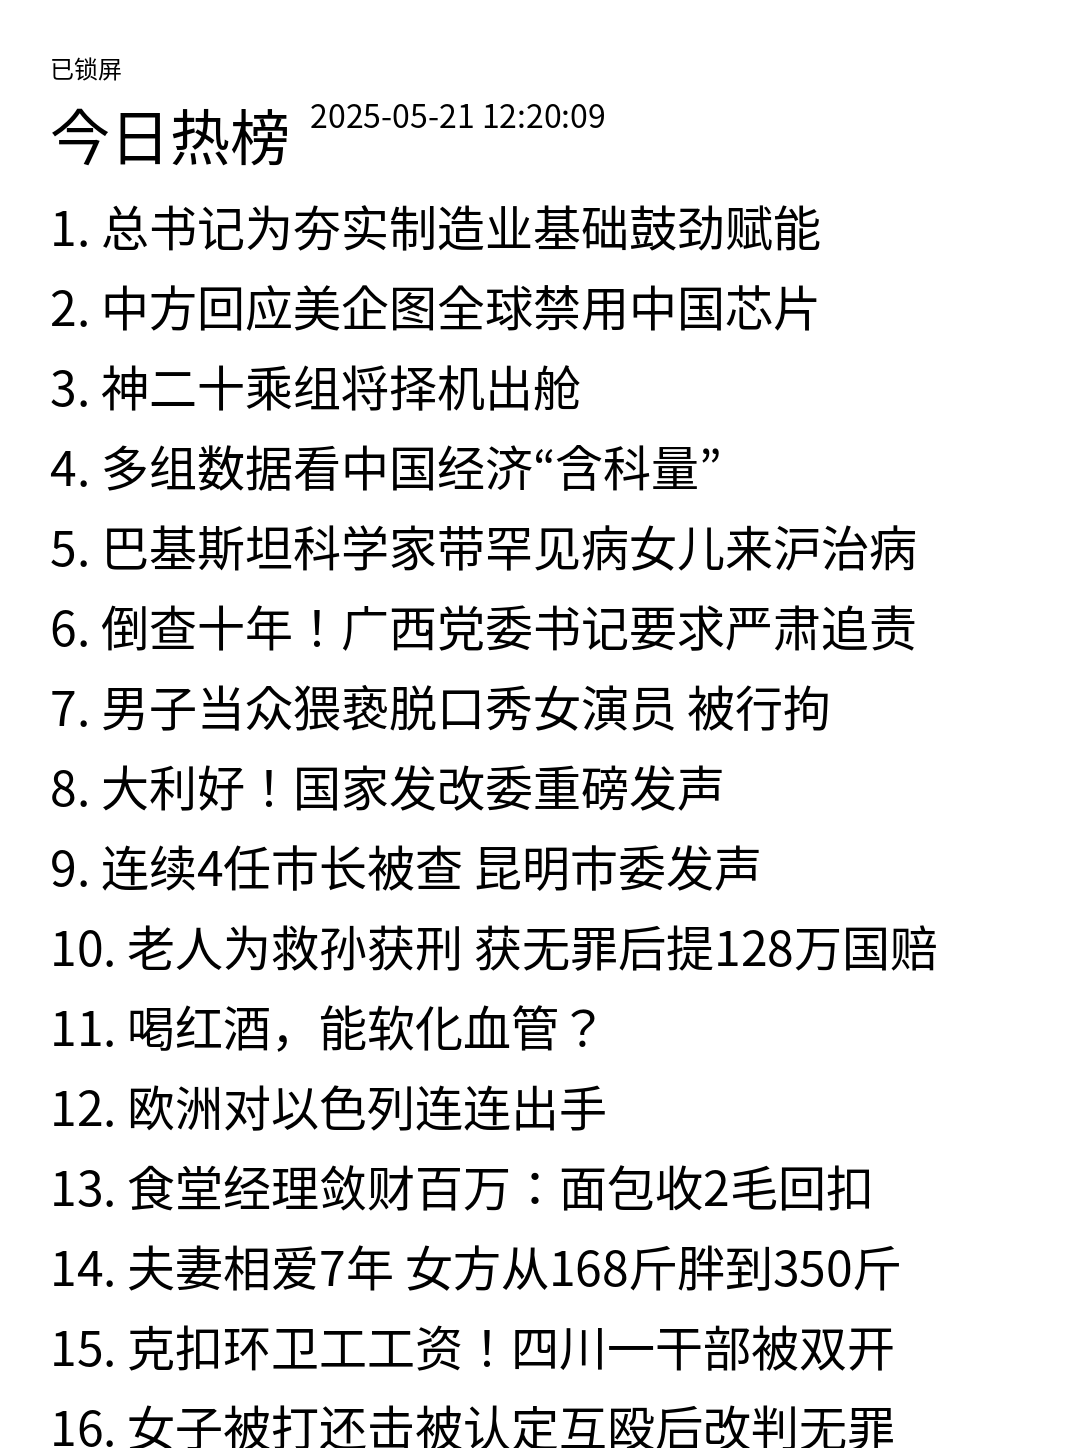 已锁屏
今日热榜 2025-05-21 12:20:09
1. 总书记为夯实制造业基础鼓劲赋能
2. 中方回应美企图全球禁用中国芯片
3. 神二十乘组将择机出舱
4. 多组数据看中国经济“含科量”
5. 巴基斯坦科学家带罕见病女儿来沪治病
6. 倒查十年！广西党委书记要求严肃追责
7. 男子当众猥亵脱口秀女演员 被行拘
8. 大利好！国家发改委重磅发声
9. 连续4任市长被查 昆明市委发声
10. 老人为救孙获刑 获无罪后提128万国赔
11. 喝红酒，能软化血管？
12. 欧洲对以色列连连出手
13. 食堂经理敛财百万：面包收2毛回扣
14. 夫妻相爱7年 女方从168斤胖到350斤
15. 克扣环卫工工资！四川一干部被双开
16. 女子被打还击被认定互殴后改判无罪